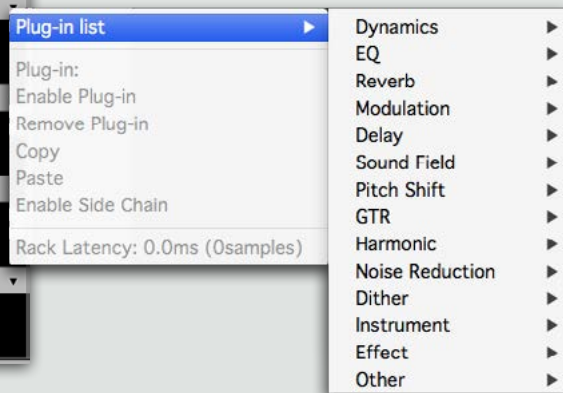 Plug-in list
Plug-in:
Enable Plug-in
Remove Plug-in
Copy
Paste
Enable Side Chain
Rack Latency: 0.0ms (0samples)
Dynamics
EQ
Reverb
Modulation
Delay
Sound Field
Pitch Shift
GTR
Harmonic
Noise Reduction
Dither
Instrument
Effect
Other